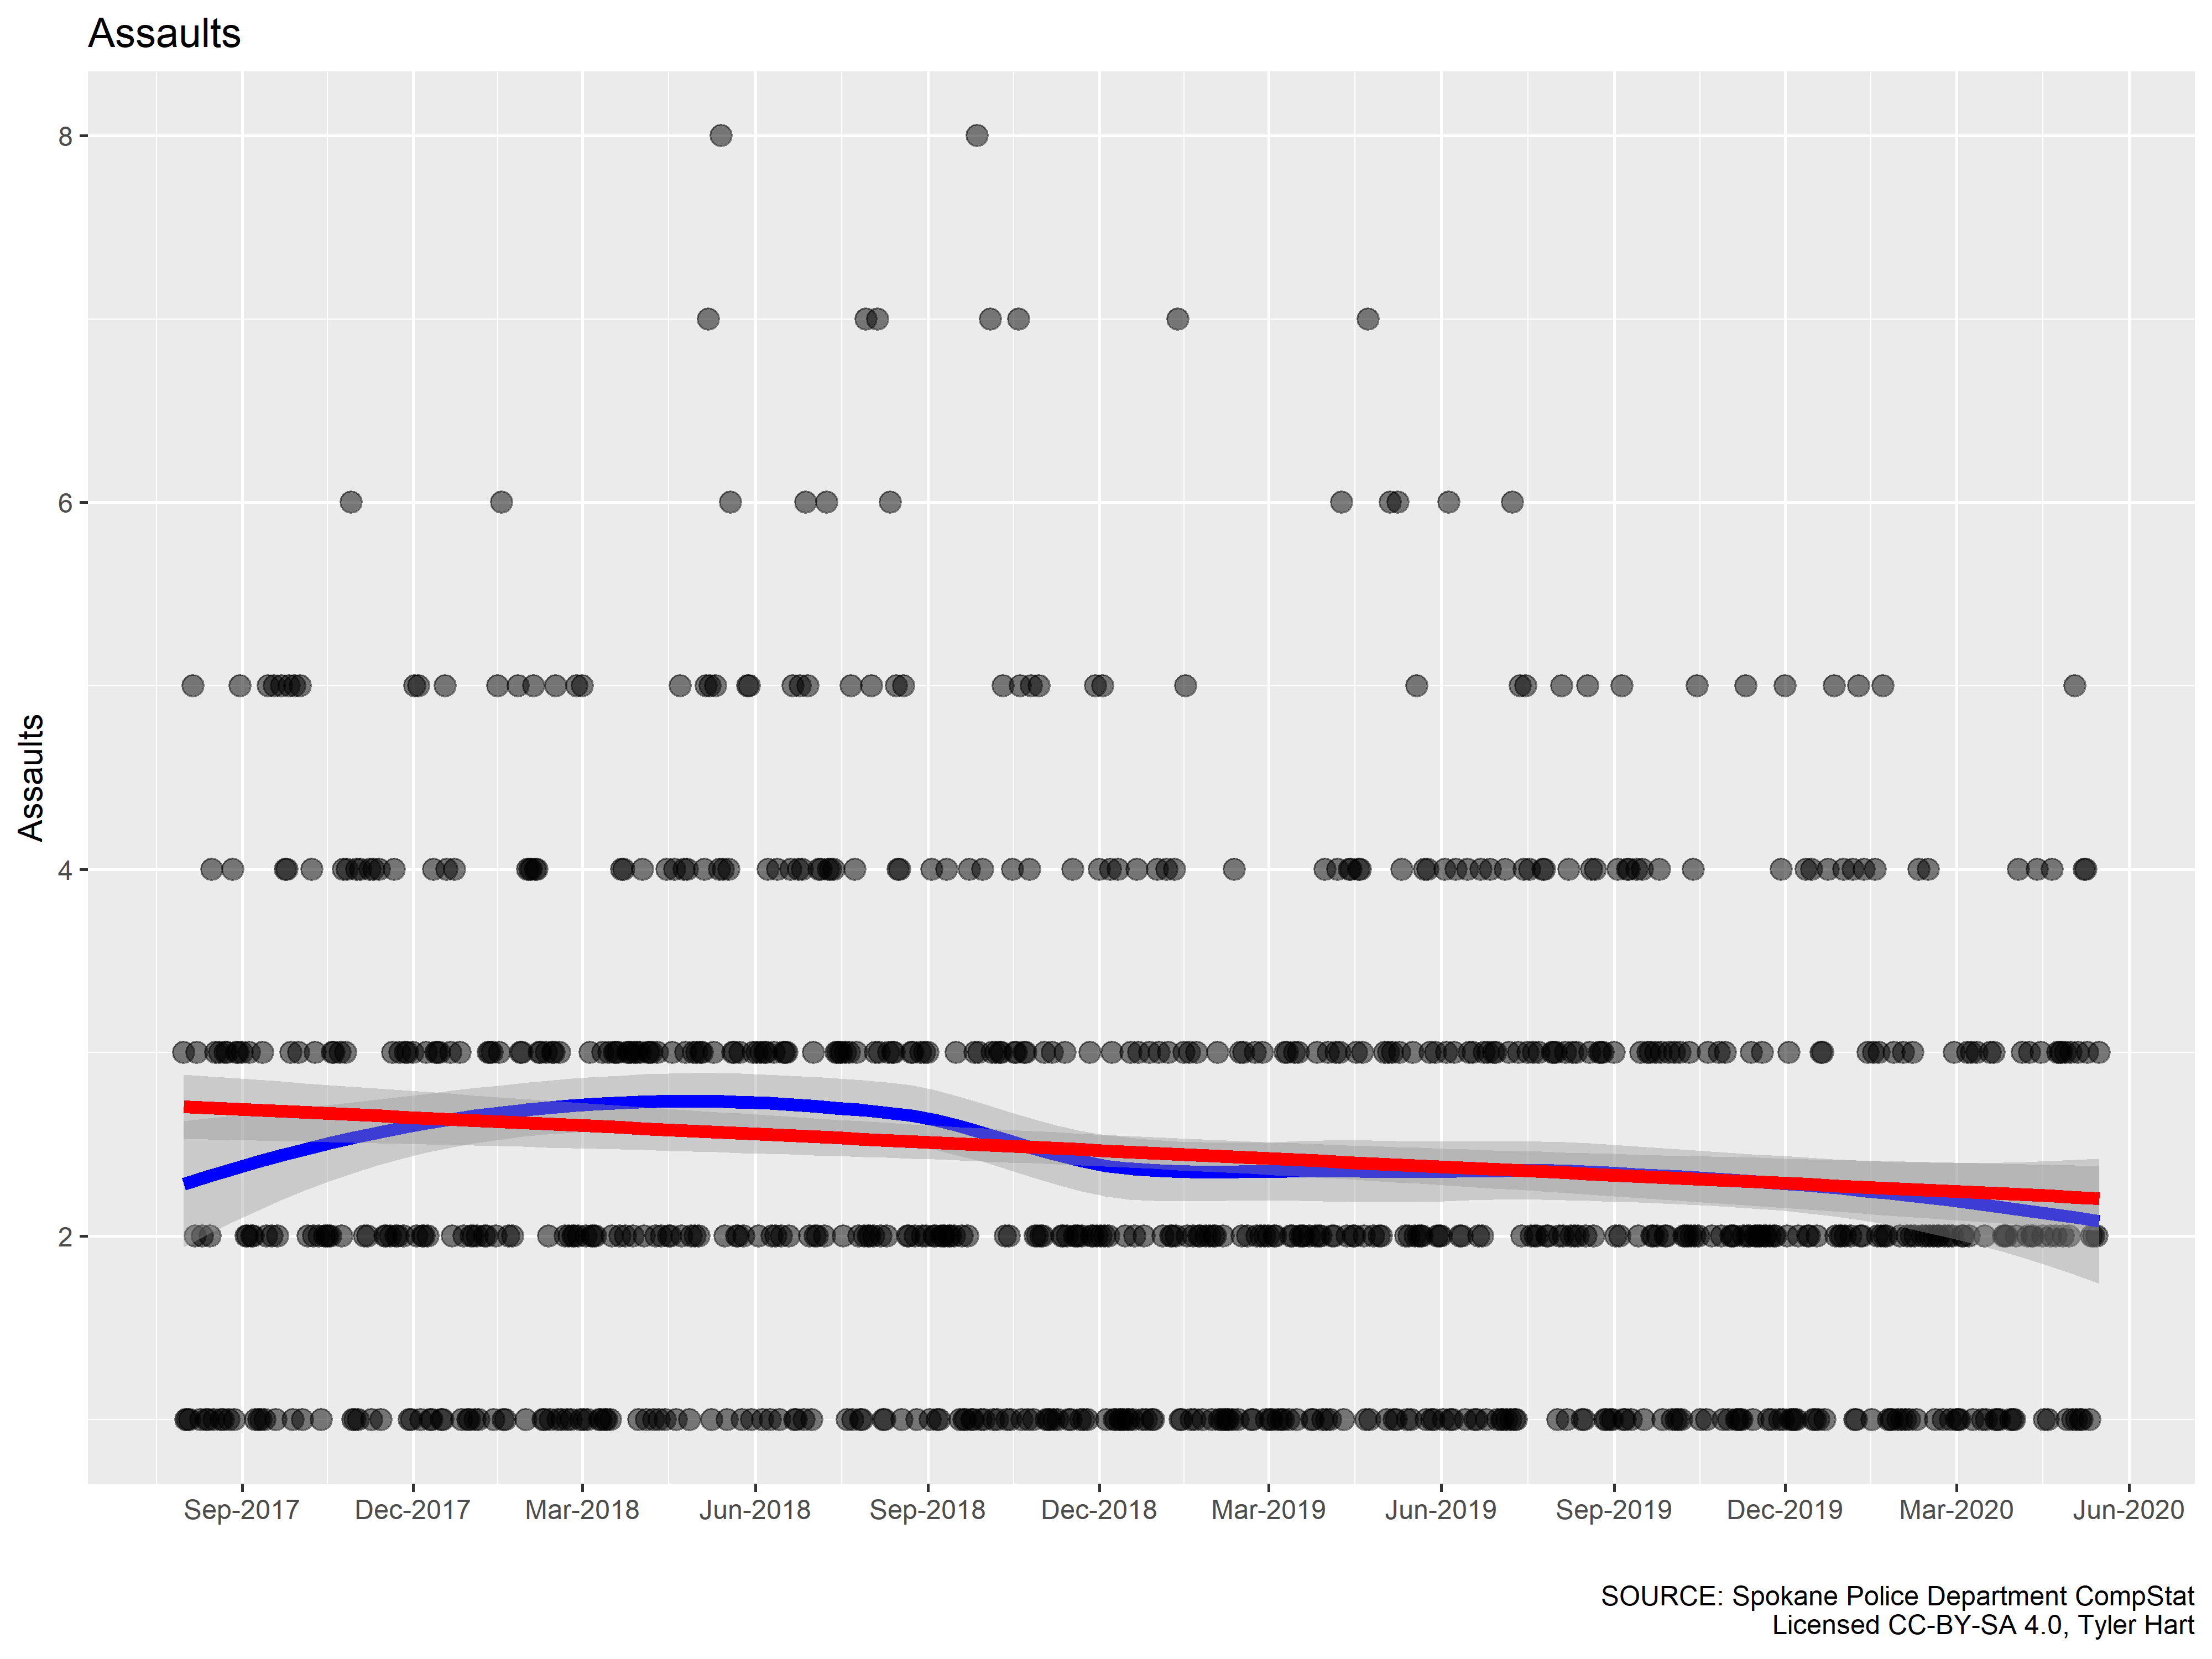 Assaults
8
6
4
2
Assaults
Sep-2017 Dec-2017 Mar-2018 Jun-2018 Sep-2018 Dec-2018 Mar-2019 Jun-2019 Sep-2019 Dec-2019 Mar-2020 Jun-2020
SOURCE: Spokane Police Department CompStat
Licensed CC-BY-SA 4.0, Tyler Hart